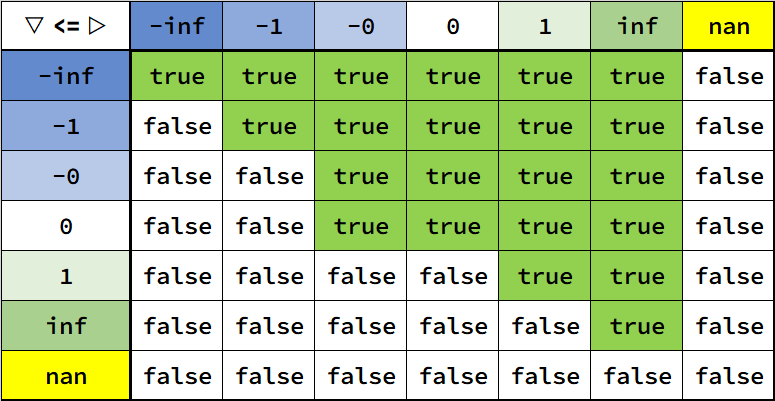 ▽ <= ▷ -inf -1 -0 0 1 inf nan
-inf true true true true true true false
-1 false true true true true true false
-0 false false true true true true false
0 false false true true true true false
1 false false false false true true false
inf false false false false false true false
nan false false false false false false false